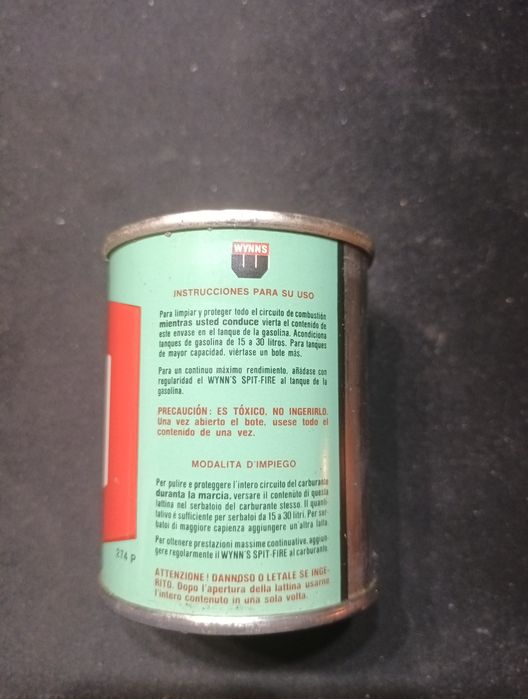 WYNN'S
INSTRUCCIONES PARA SU USO
Para limpiar y proteger todo el circuito de combustión
mientras usted conduce vierta el contenido de
este envase en el tanque de la gasolina. Acondiciona
tanques de gasolina de 15 a 30 litros. Para tanques
de mayor capacidad, viértase un bote más.
Para un continuo máximo rendimiento, añádase con
regularidad el WYNN'S SPIT-FIRE al tanque de la
gasolina.
PRECAUCIÓN: ES TÓXICO. NO INGERIRLO.
Una vez abierto el bote, usese todo el
contenido de una vez.
MODALITA D'IMPIEGO
Per pulire e proteggere l'intero circuito del carburante
durante la marcia, versare il contenuto di questa
lattina nel serbatoio del carburante stesso. Il quanti-
tativo è sufficiente per serbatoi da 15 a 30 litri. Per ser-
batoi di maggiore capienza aggiungere un'altra latta.
Per ottenere prestazioni massime continuative, aggiun-
gere regolarmente il WYNN'S SPIT-FIRE al carburante.
274 P
ATTENZIONE! DANNOSO O LETALE SE INGE-
RITO. Dopo l'apertura della lattina usarne
l'intero contenuto in una sola volta.